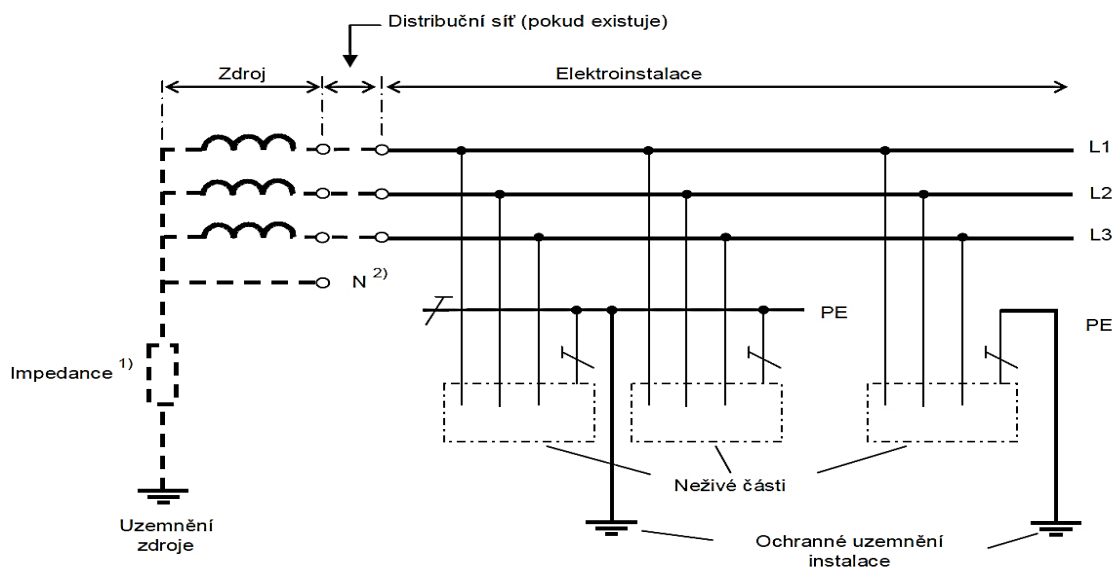 Distribuční síť (pokud existuje)
Zdroj
Elektroinstalace
L1
L2
L3
N 2)
PE
PE
Impedance 1)
Neživé části
Uzemnění
zdroje
Ochranné uzemnění
instalace